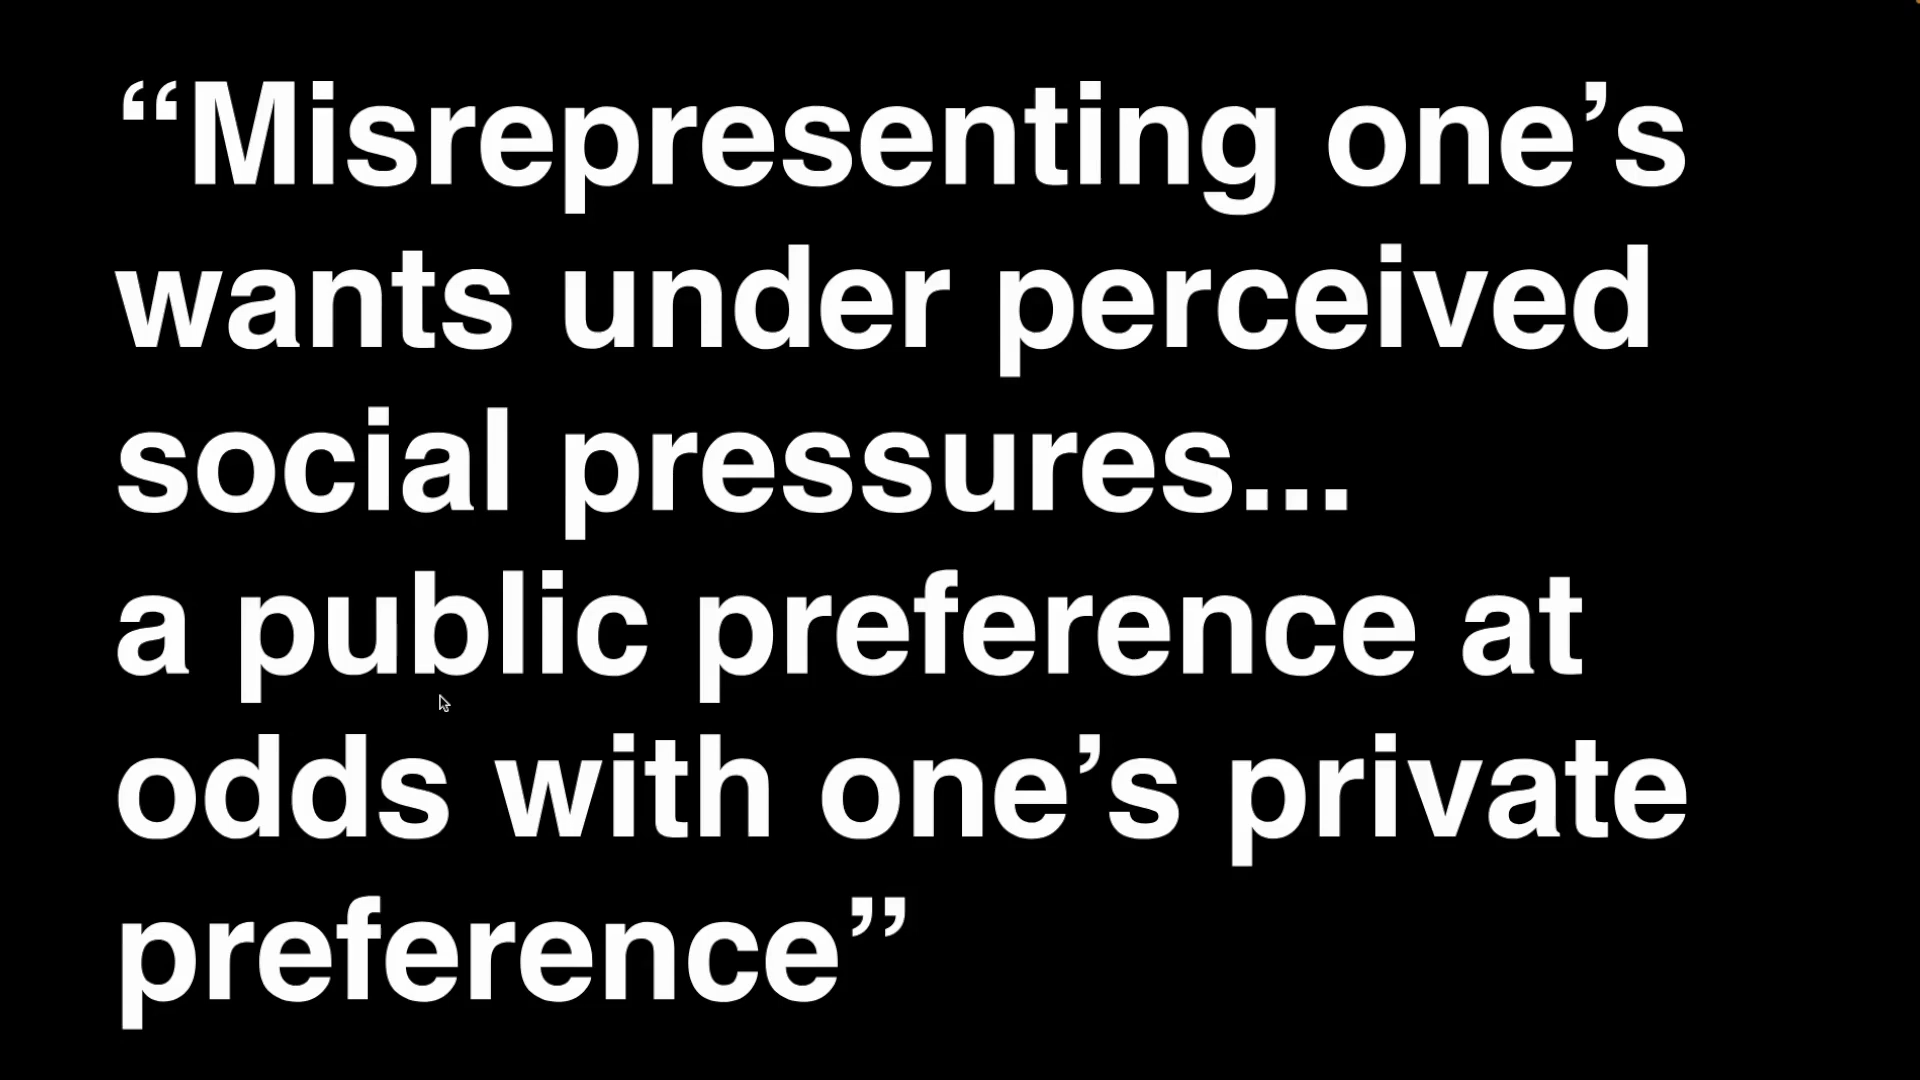 “Misrepresenting one’s
wants under perceived
social pressures...
a public preference at
odds with one’s private
preference”